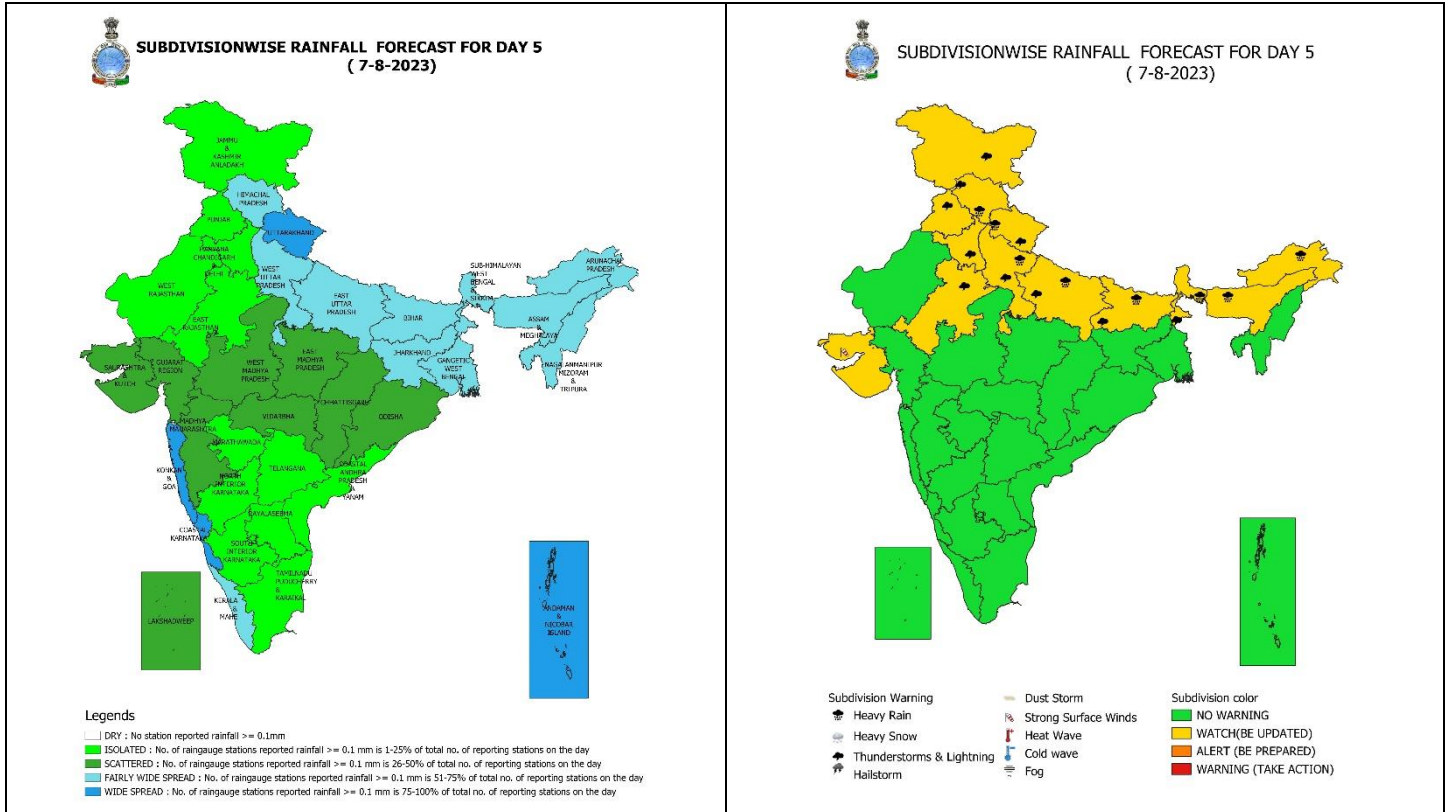 SUBDIVISIONWISE RAINFALL FORECAST FOR DAY 5
( 7-8-2023)
JAMMU
&
KASHMIR
ANLADAKH
HIMACHAL
PRADESH
PUNJAB
UTTARAKHAND
HARYANA
CHANDIGARH
&
DELHI
WEST
UTTAR
PRADESH
WEST
RAJASTHAN
EAST
RAJASTHAN
EAST
UTTAR
PRADESH
BIHAR
SUB-HIMALAYAN
WEST
BENGAL
&
SIKKIM
ARUNACHAL
PRADESH
ASSAM
&
MEGHALAYA
NAGALANMANIPUR
MIZORAM
&
TRIPURA
JHARKHAND
GANGETIC
WEST
BENGAL
SAURASHTRA
&
KUTCH
GUJARAT
REGION
WEST
MADHYA
PRADESH
EAST
MADHYA
PRADESH
CHHATTISGARH
ODISHA
VIDARBHA
MADHYA
MAHARASHTRA
MARATHAWADA
KONKAN
&
GOA
TELANGANA
COASTAL
ANDHRA
PRADESH
&
YANAM
NORTH
INTERIOR
KARNATAKA
RAYALASEEMA
COASTAL
KARNATAKA
SOUTH
INTERIOR
KARNATAKA
TAMILNADU
PUDUCHERRY
&
KARAIKAL
KERALA
&
MAHE
LAKSHADWEEP
ANDAMAN
&
NICOBAR
ISLAND
Legends
DRY : No station reported rainfall >= 0.1mm
ISOLATED : No. of raingauge stations reported rainfall >= 0.1 mm is 1-25% of total no. of reporting stations on the day
SCATTERED : No. of raingauge stations reported rainfall >= 0.1 mm is 26-50% of total no. of reporting stations on the day
FAIRLY WIDE SPREAD : No. of raingauge stations reported rainfall >= 0.1 mm is 51-75% of total no. of reporting stations on the day
WIDE SPREAD : No. of raingauge stations reported rainfall >= 0.1 mm is 75-100% of total no. of reporting stations on the day
SUBDIVISIONWISE RAINFALL FORECAST FOR DAY 5
( 7-8-2023)
Subdivision Warning
Heavy Rain
Heavy Snow
Thunderstorms & Lightning
Hailstorm
Dust Storm
Strong Surface Winds
Heat Wave
Cold wave
Fog
Subdivision color
NO WARNING
WATCH(BE UPDATED)
ALERT (BE PREPARED)
WARNING (TAKE ACTION)